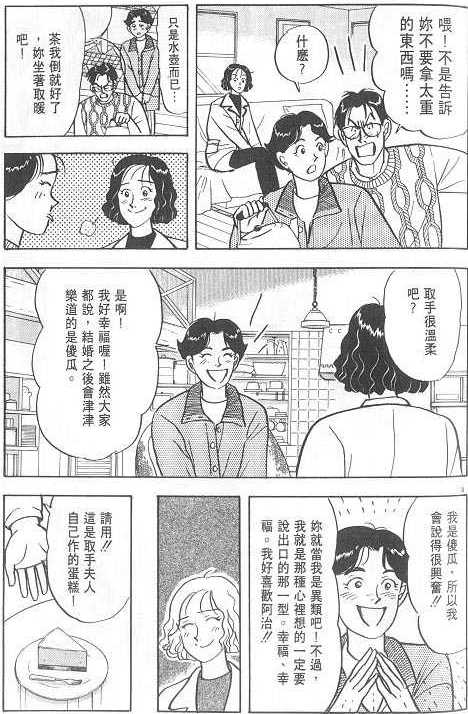 喂！不是告訴
妳不要拿太重
的東西嗎……
什麽？
只是水壺而已…
茶我倒就好了
，妳坐著取暖
吧！
取手很溫柔
吧？
是啊！
我好幸福喔！雖然大家
都說，結婚之後會津津
樂道的是傻瓜。
我是傻瓜，所以我
會說得很興奮!!
妳就當我是異類吧！不過，
我就是那種心裡想的一定要
說出口的那一型。幸福、幸
福。我好喜歡阿治!!
請用!!
這是取手夫人
自己作的蛋糕！